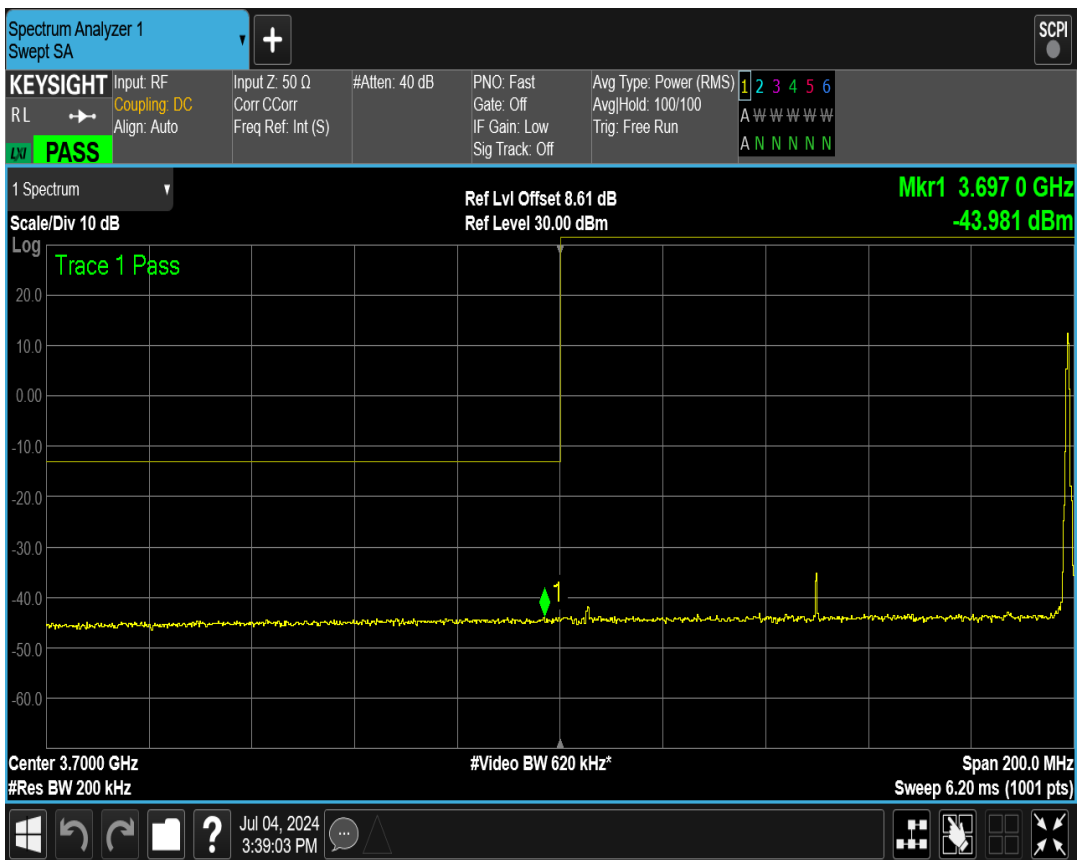 Spectrum Analyzer 1
Swept SA
SCPI
KEYSIGHT
R L
LXI
PASS
Input: RF
Coupling: DC
Align: Auto
Input Z: 50 Ω
Corr CCorr
Freq Ref: Int (S)
#Atten: 40 dB
PNO: Fast
Gate: Off
IF Gain: Low
Sig Track: Off
Avg Type: Power (RMS)
Avg|Hold: 100/100
Trig: Free Run
1 2 3 4 5 6
A W W W W W
A N N N N N
1 Spectrum
Scale/Div 10 dB
Ref Lvl Offset 8.61 dB
Ref Level 30.00 dBm
Mkr1 3.697 0 GHz
-43.981 dBm
Log
Trace 1 Pass
20.0
10.0
0.00
-10.0
-20.0
-30.0
-40.0
-50.0
-60.0
1
Center 3.7000 GHz
#Res BW 200 kHz
#Video BW 620 kHz*
Span 200.0 MHz
Sweep 6.20 ms (1001 pts)
?
Jul 04, 2024
3:39:03 PM